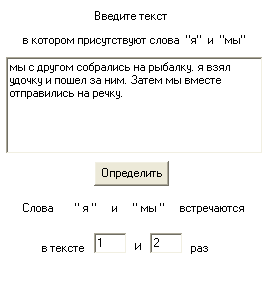 Введите текст
в котором присутствуют слова "я" и "мы"
мы с другом собрались на рыбалку. я взял
удочку и пошел за ним. Затем мы вместе
отправились на речку.
Определить
Слова " я " и " мы " встречаются
в тексте 1 и 2 раз